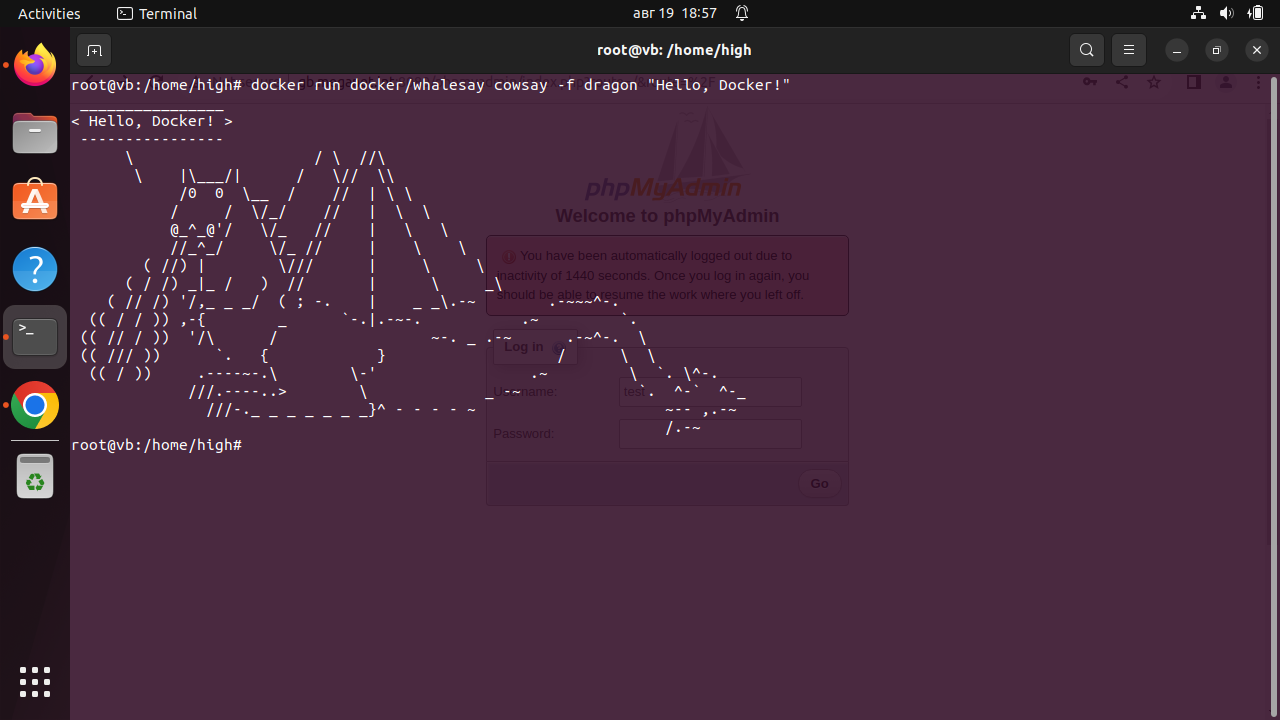 Activities Terminal авг 19 18:57
root@vb: /home/high
root@vb:/home/high# docker run docker/whalesay cowsay -f dragon "Hello, Docker!"
< Hello, Docker! >
root@vb:/home/high#
phpMyAdmin
Welcome to phpMyAdmin
You have been automatically logged out due to
inactivity of 1440 seconds. Once you log in again, you
should be able to resume the work where you left off.
Log in
Username: test
Password:
Go